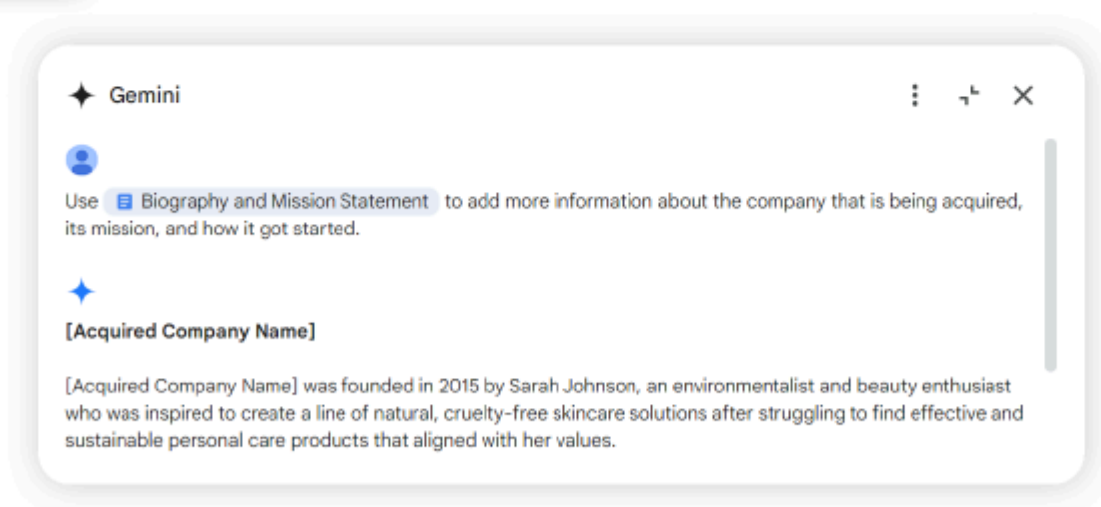 Gemini
Use Biography and Mission Statement to add more information about the company that is being acquired,
its mission, and how it got started.
[Acquired Company Name]
[Acquired Company Name] was founded in 2015 by Sarah Johnson, an environmentalist and beauty enthusiast
who was inspired to create a line of natural, cruelty-free skincare solutions after struggling to find effective and
sustainable personal care products that aligned with her values.